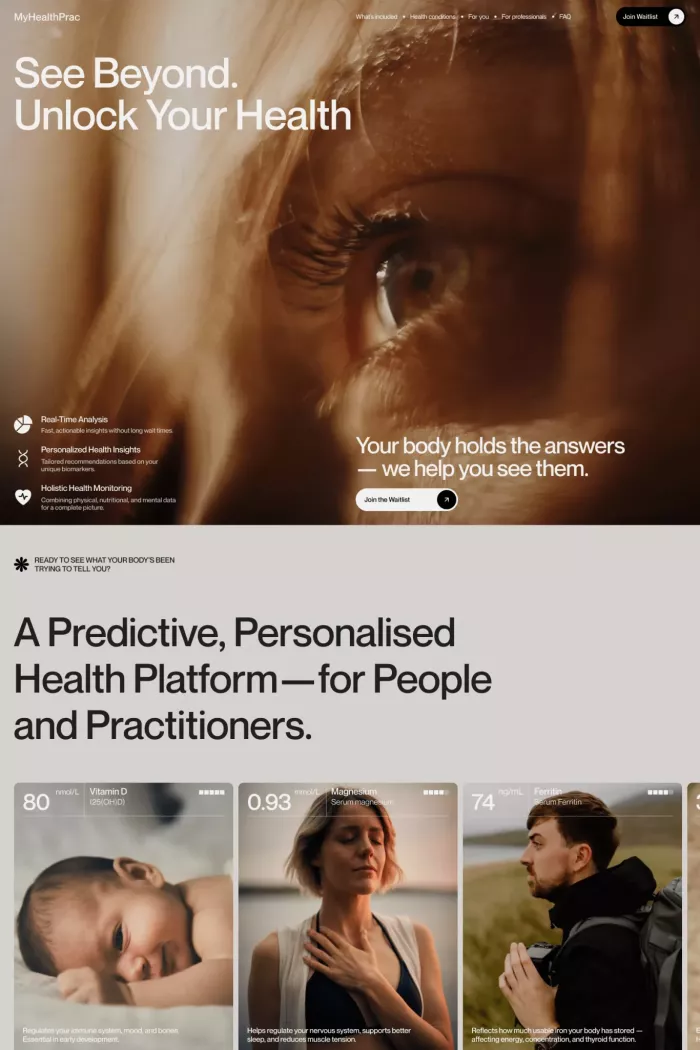 MyHealthPrac
What's included • Health conditions • For you • For professionals • FAQ
Join Waitlist
See Beyond.
Unlock Your Health
Real-Time Analysis
Fast, actionable insights without long wait times.
Personalized Health Insights
Tailored recommendations based on your
unique biomarkers.
Holistic Health Monitoring
Combining physical, nutritional, and mental data
for a complete picture.
Your body holds the answers
— we help you see them.
Join the Waitlist
READY TO SEE WHAT YOUR BODY'S BEEN
TRYING TO TELL YOU?
A Predictive, Personalised
Health Platform—for People
and Practitioners.
80 nmol/L
Vitamin D
(25(OH)D)
0.93 mmol/L
Magnesium
Serum magnesium
74 ng/mL
Ferritin
Serum Ferritin
Regulates your immune system, mood, and bones.
Essential in early development.
Helps regulate your nervous system, supports better
sleep, and reduces muscle tension.
Reflects how much usable iron your body has stored —
affecting energy, concentration, and thyroid function.